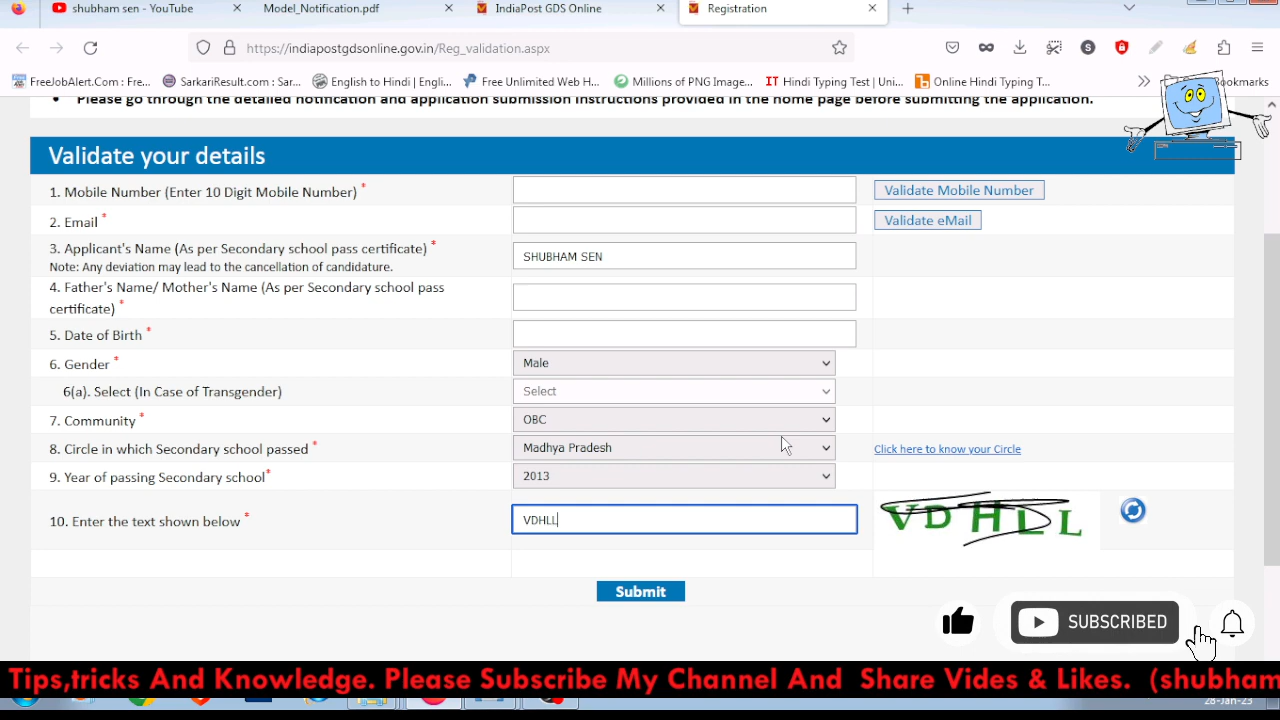 shubham sen - YouTube
Model_Notification.pdf
IndiaPost GDS Online
Registration
https://indiapostgdsonline.gov.in/Reg_validation.aspx
FreeJobAlert.Com : Fre...
SarkariResult.com : Sar...
English to Hindi | Engli...
Free Unlimited Web H...
Millions of PNG Image...
IT Hindi Typing Test | Uni...
Online Hindi Typing T...
Bookmarks
• Please go through the detailed notification and application submission instructions provided in the home page before submitting the application.
Validate your details
1. Mobile Number (Enter 10 Digit Mobile Number) *
Validate Mobile Number
2. Email *
Validate eMail
3. Applicant's Name (As per Secondary school pass certificate) *
Note: Any deviation may lead to the cancellation of candidature.
SHUBHAM SEN
4. Father's Name/ Mother's Name (As per Secondary school pass
certificate) *
5. Date of Birth *
6. Gender *
Male
6(a). Select (In Case of Transgender)
Select
7. Community *
OBC
8. Circle in which Secondary school passed *
Madhya Pradesh
Click here to know your Circle
9. Year of passing Secondary school*
2013
10. Enter the text shown below *
VDHLL
VDHLL
Submit
SUBSCRIBED
Tips,tricks And Knowledge. Please Subscribe My Channel And Share Videos & Likes. (shubham
28-Jan-23